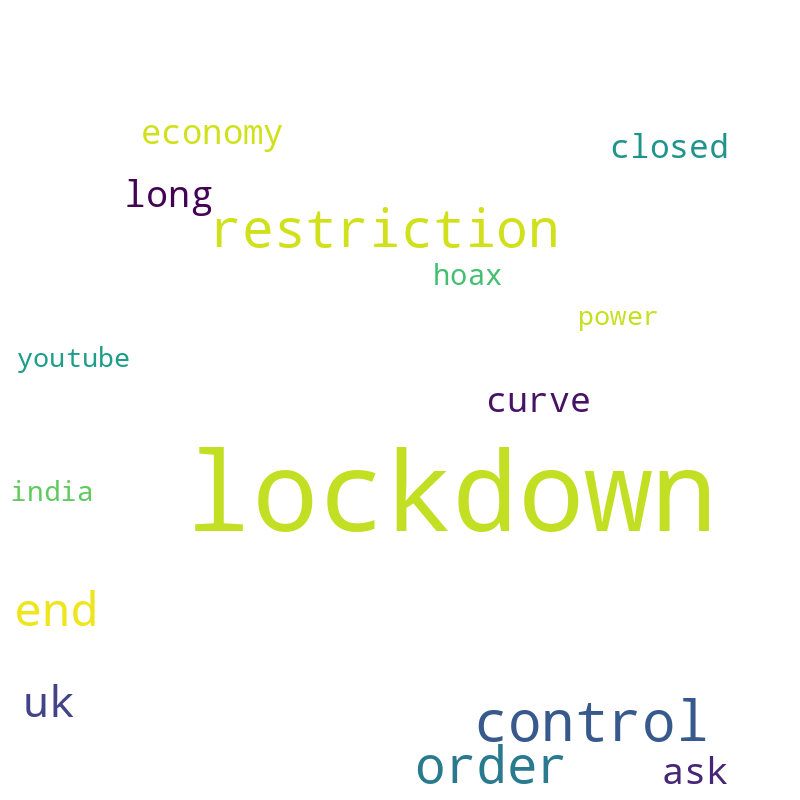 economy
closed
long
restriction
hoax
power
youtube
curve
lockdown
india
end
uk
control
order
ask